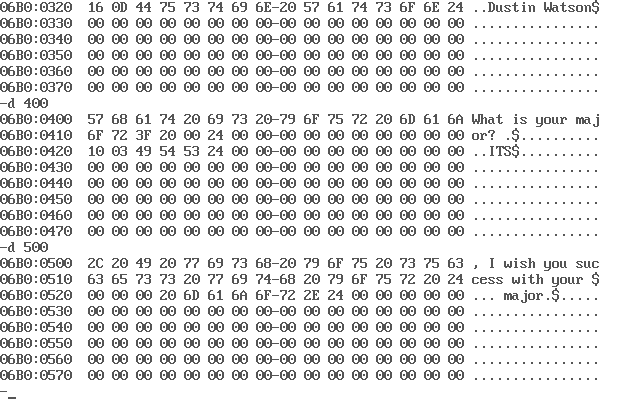 06B0:0320  16 0D 44 75 73 74 69 6E-20 57 61 74 73 6F 6E 24  ..Dustin Watson$
06B0:0330  00 00 00 00 00 00 00 00-00 00 00 00 00 00 00 00  ................
06B0:0340  00 00 00 00 00 00 00 00-00 00 00 00 00 00 00 00  ................
06B0:0350  00 00 00 00 00 00 00 00-00 00 00 00 00 00 00 00  ................
06B0:0360  00 00 00 00 00 00 00 00-00 00 00 00 00 00 00 00  ................
06B0:0370  00 00 00 00 00 00 00 00-00 00 00 00 00 00 00 00  ................
-d 400
06B0:0400  57 68 61 74 20 69 73 20-79 6F 75 72 20 6D 61 6A  What is your maj
06B0:0410  6F 72 3F 20 00 24 00 00-00 00 00 00 00 00 00 00  or? .$..........
06B0:0420  10 03 49 54 53 24 00 00-00 00 00 00 00 00 00 00  ..ITS$..........
06B0:0430  00 00 00 00 00 00 00 00-00 00 00 00 00 00 00 00  ................
06B0:0440  00 00 00 00 00 00 00 00-00 00 00 00 00 00 00 00  ................
06B0:0450  00 00 00 00 00 00 00 00-00 00 00 00 00 00 00 00  ................
06B0:0460  00 00 00 00 00 00 00 00-00 00 00 00 00 00 00 00  ................
06B0:0470  00 00 00 00 00 00 00 00-00 00 00 00 00 00 00 00  ................
-d 500
06B0:0500  2C 20 49 20 77 69 73 68-20 79 6F 75 20 73 75 63  , I wish you suc
06B0:0510  63 65 73 73 20 77 69 74-68 20 79 6F 75 72 20 24  cess with your $
06B0:0520  00 00 00 20 6D 61 6A 6F-72 2E 24 00 00 00 00 00  ... major.$.....
06B0:0530  00 00 00 00 00 00 00 00-00 00 00 00 00 00 00 00  ................
06B0:0540  00 00 00 00 00 00 00 00-00 00 00 00 00 00 00 00  ................
06B0:0550  00 00 00 00 00 00 00 00-00 00 00 00 00 00 00 00  ................
06B0:0560  00 00 00 00 00 00 00 00-00 00 00 00 00 00 00 00  ................
06B0:0570  00 00 00 00 00 00 00 00-00 00 00 00 00 00 00 00  ................
-_